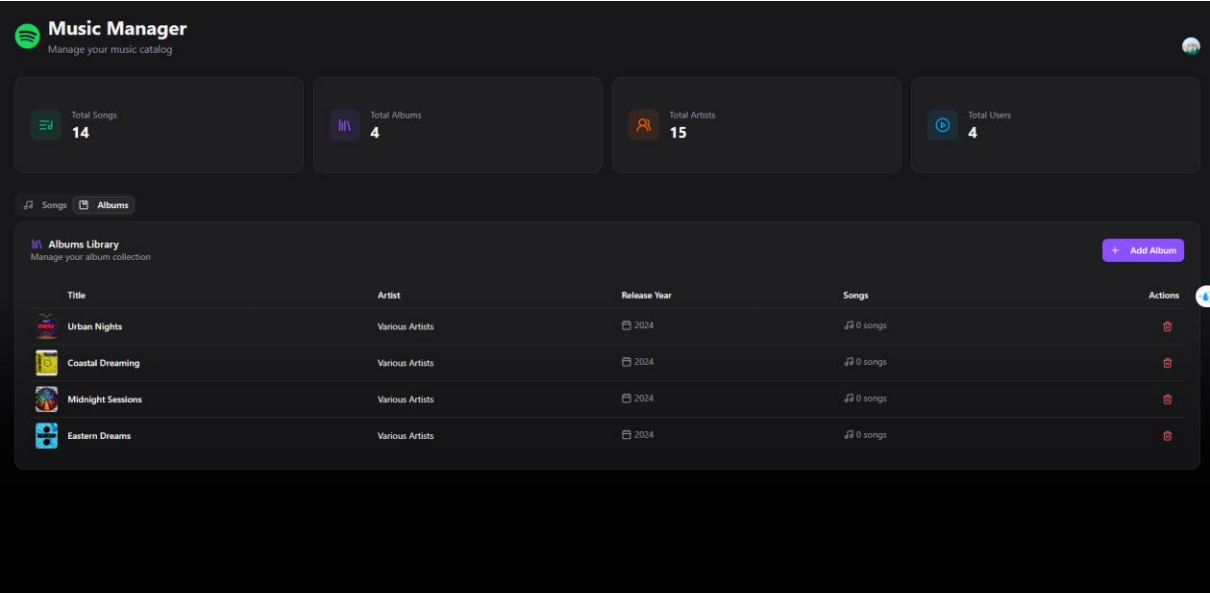 Music Manager
Manage your music catalog
Total Songs
14
Total Albums
4
Total Artists
15
Total Users
4
Songs Albums
Albums Library
Manage your album collection
+ Add Album
Title Artist Release Year Songs Actions
Urban Nights Various Artists 2024 0 songs
Coastal Dreaming Various Artists 2024 0 songs
Midnight Sessions Various Artists 2024 0 songs
Eastern Dreams Various Artists 2024 0 songs